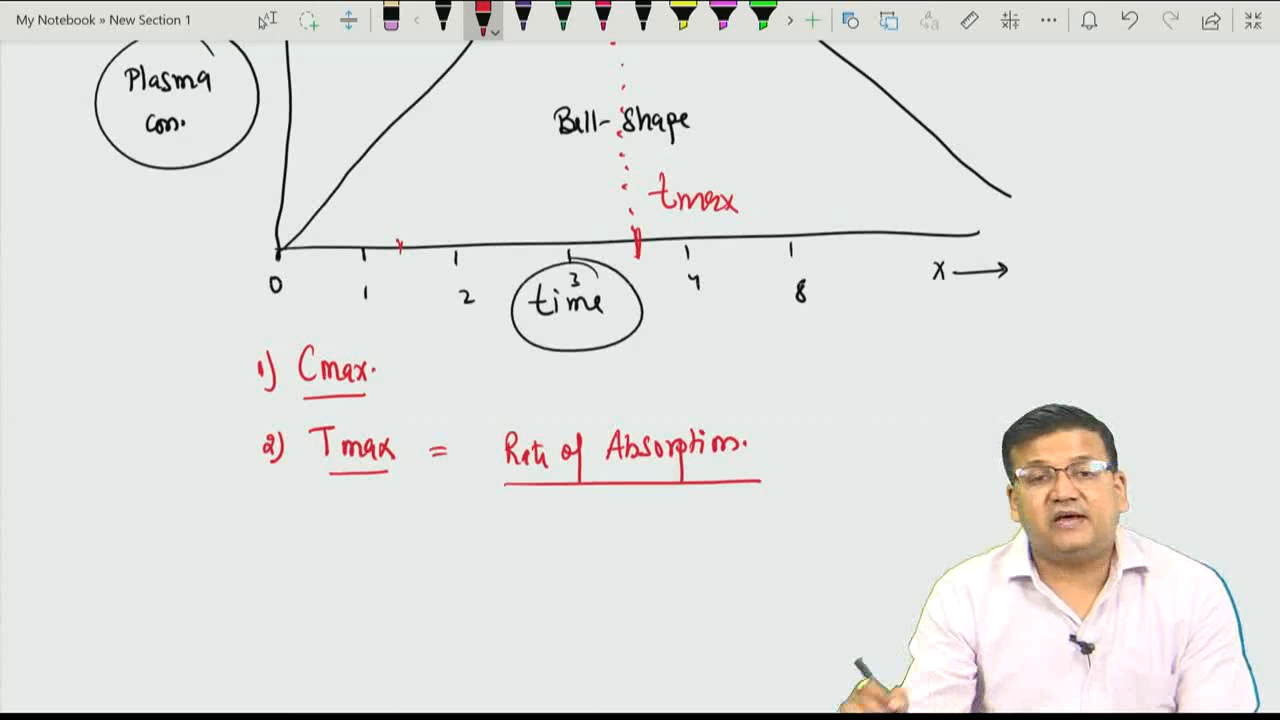 My Notebook » New Section 1
Plasma
con.
Bell-Shape
tmax
0 1 2 3 4 8
time
x
1) Cmax.
2) Tmax = Rate of Absorption.